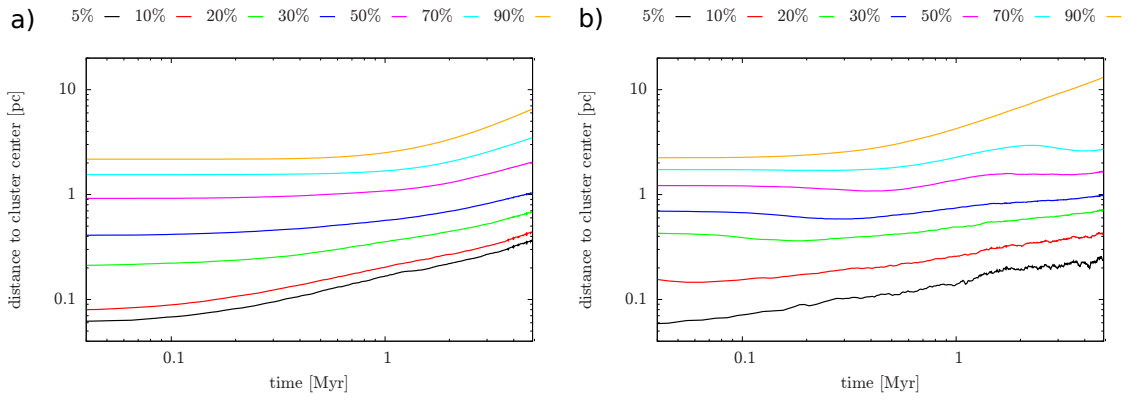 a)
5% 10% 20% 30% 50% 70% 90%
10
1
0.1
distance to cluster center [pc]
0.1 1
time [Myr]
b)
5% 10% 20% 30% 50% 70% 90%
10
1
0.1
distance to cluster center [pc]
0.1 1
time [Myr]